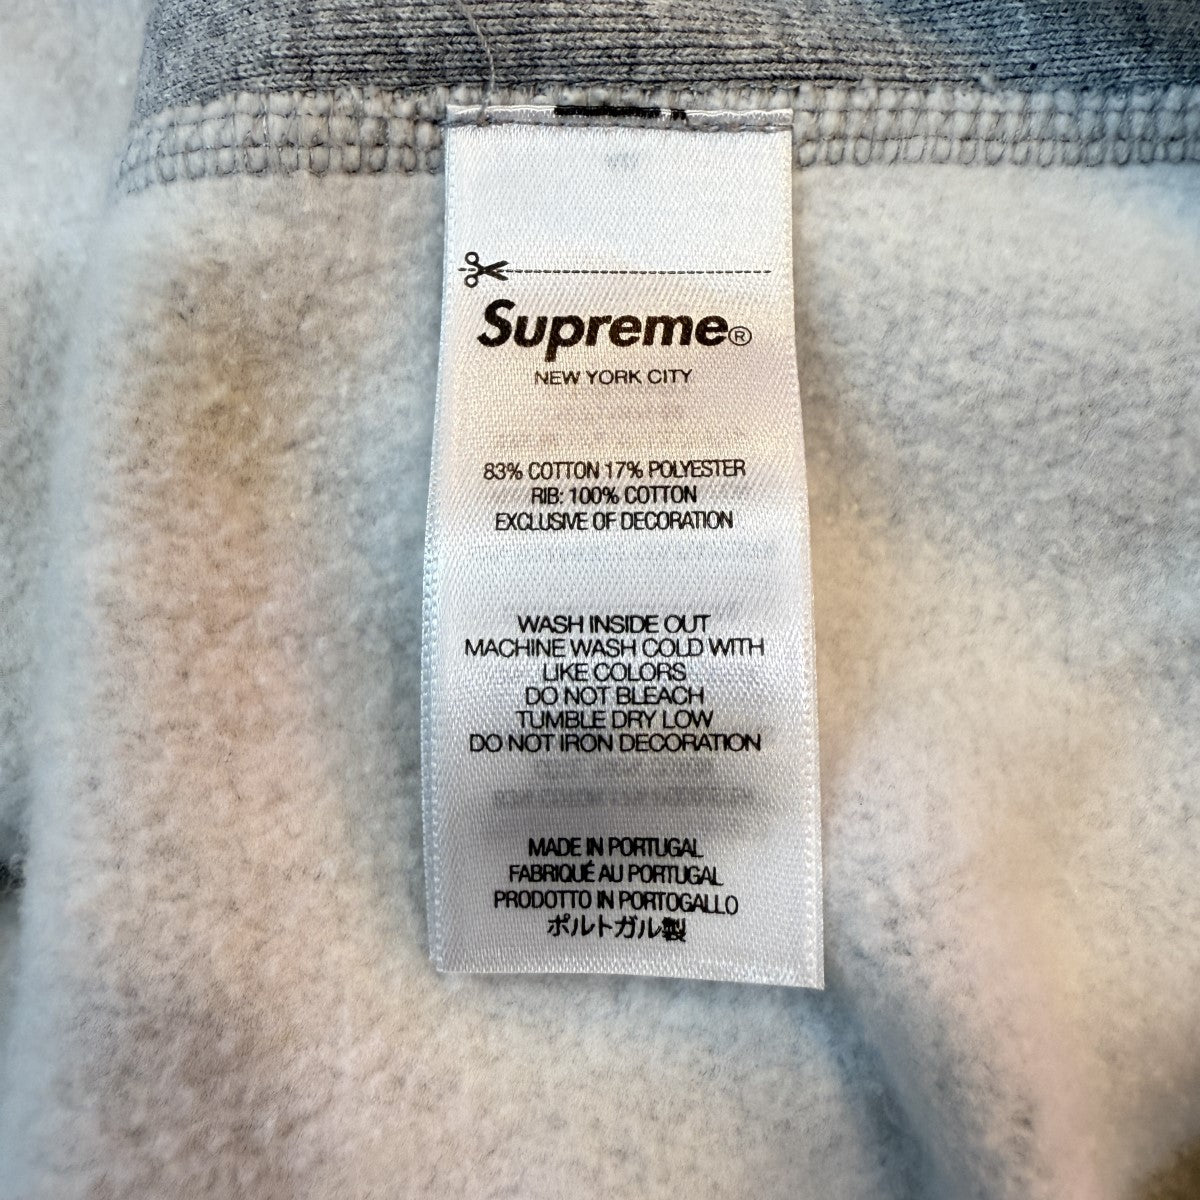 Supreme®
NEW YORK CITY
83% COTTON 17% POLYESTER
RIB: 100% COTTON
EXCLUSIVE OF DECORATION
WASH INSIDE OUT
MACHINE WASH COLD WITH
LIKE COLORS
DO NOT BLEACH
TUMBLE DRY LOW
DO NOT IRON DECORATION
MADE IN PORTUGAL
FABRIQUÉ AU PORTUGAL
PRODOTTO IN PORTOGALLO
ポルトガル製